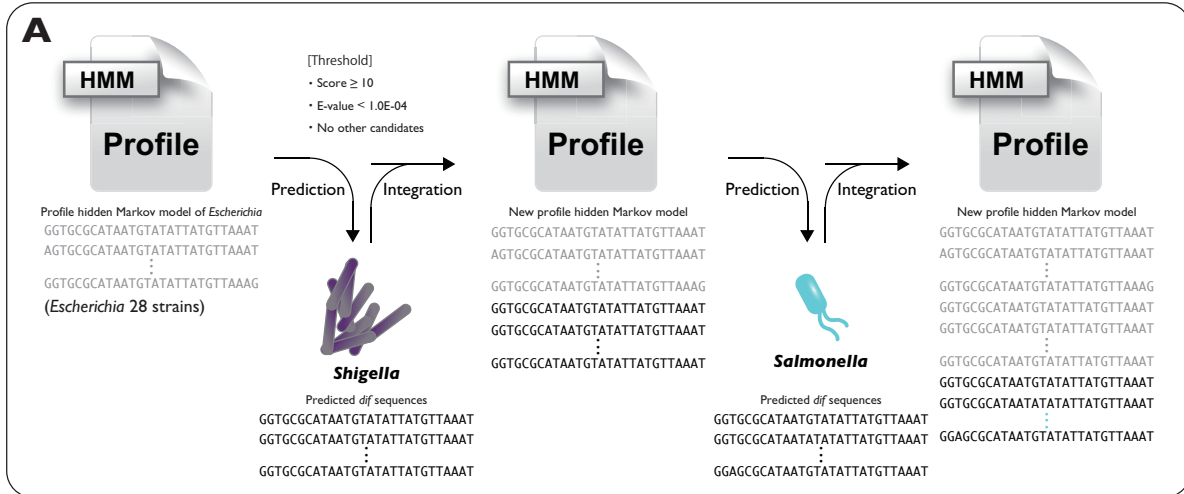 A
HMM
Profile
Profile hidden Markov model of Escherichia
GGTGCGCATAATGTATATTATGTTAAAT
AGTGCGCATAATGTATATTATGTTAAAT
GGTGCGCATAATGTATATTATGTTAAAG
(Escherichia 28 strains)
[Threshold]
・Score ≥ 10
・E-value < 1.0E-04
・No other candidates
Prediction
Integration
Shigella
Predicted dif sequences
GGTGCGCATAATGTATATTATGTTAAAT
GGTGCGCATAATGTATATTATGTTAAAT
GGTGCGCATAATGTATATTATGTTAAAT
HMM
Profile
New profile hidden Markov model
GGTGCGCATAATGTATATTATGTTAAAT
AGTGCGCATAATGTATATTATGTTAAAT
GGTGCGCATAATGTATATTATGTTAAAG
GGTGCGCATAATGTATATTATGTTAAAT
GGTGCGCATAATGTATATTATGTTAAAT
GGTGCGCATAATGTATATTATGTTAAAT
Prediction
Integration
Salmonella
Predicted dif sequences
GGTGCGCATAATGTATATTATGTTAAAT
GGTGCGCATAATATATATTATGTTAAAT
GGAGCGCATAATGTATATTATGTTAAAT
HMM
Profile
New profile hidden Markov model
GGTGCGCATAATGTATATTATGTTAAAT
AGTGCGCATAATGTATATTATGTTAAAT
GGTGCGCATAATGTATATTATGTTAAAG
GGTGCGCATAATGTATATTATGTTAAAT
GGTGCGCATAATGTATATTATGTTAAAT
GGTGCGCATAATGTATATTATGTTAAAT
GGTGCGCATAATGTATATTATGTTAAAT
GGTGCGCATAATATATATTATGTTAAAT
GGAGCGCATAATGTATATTATGTTAAAT